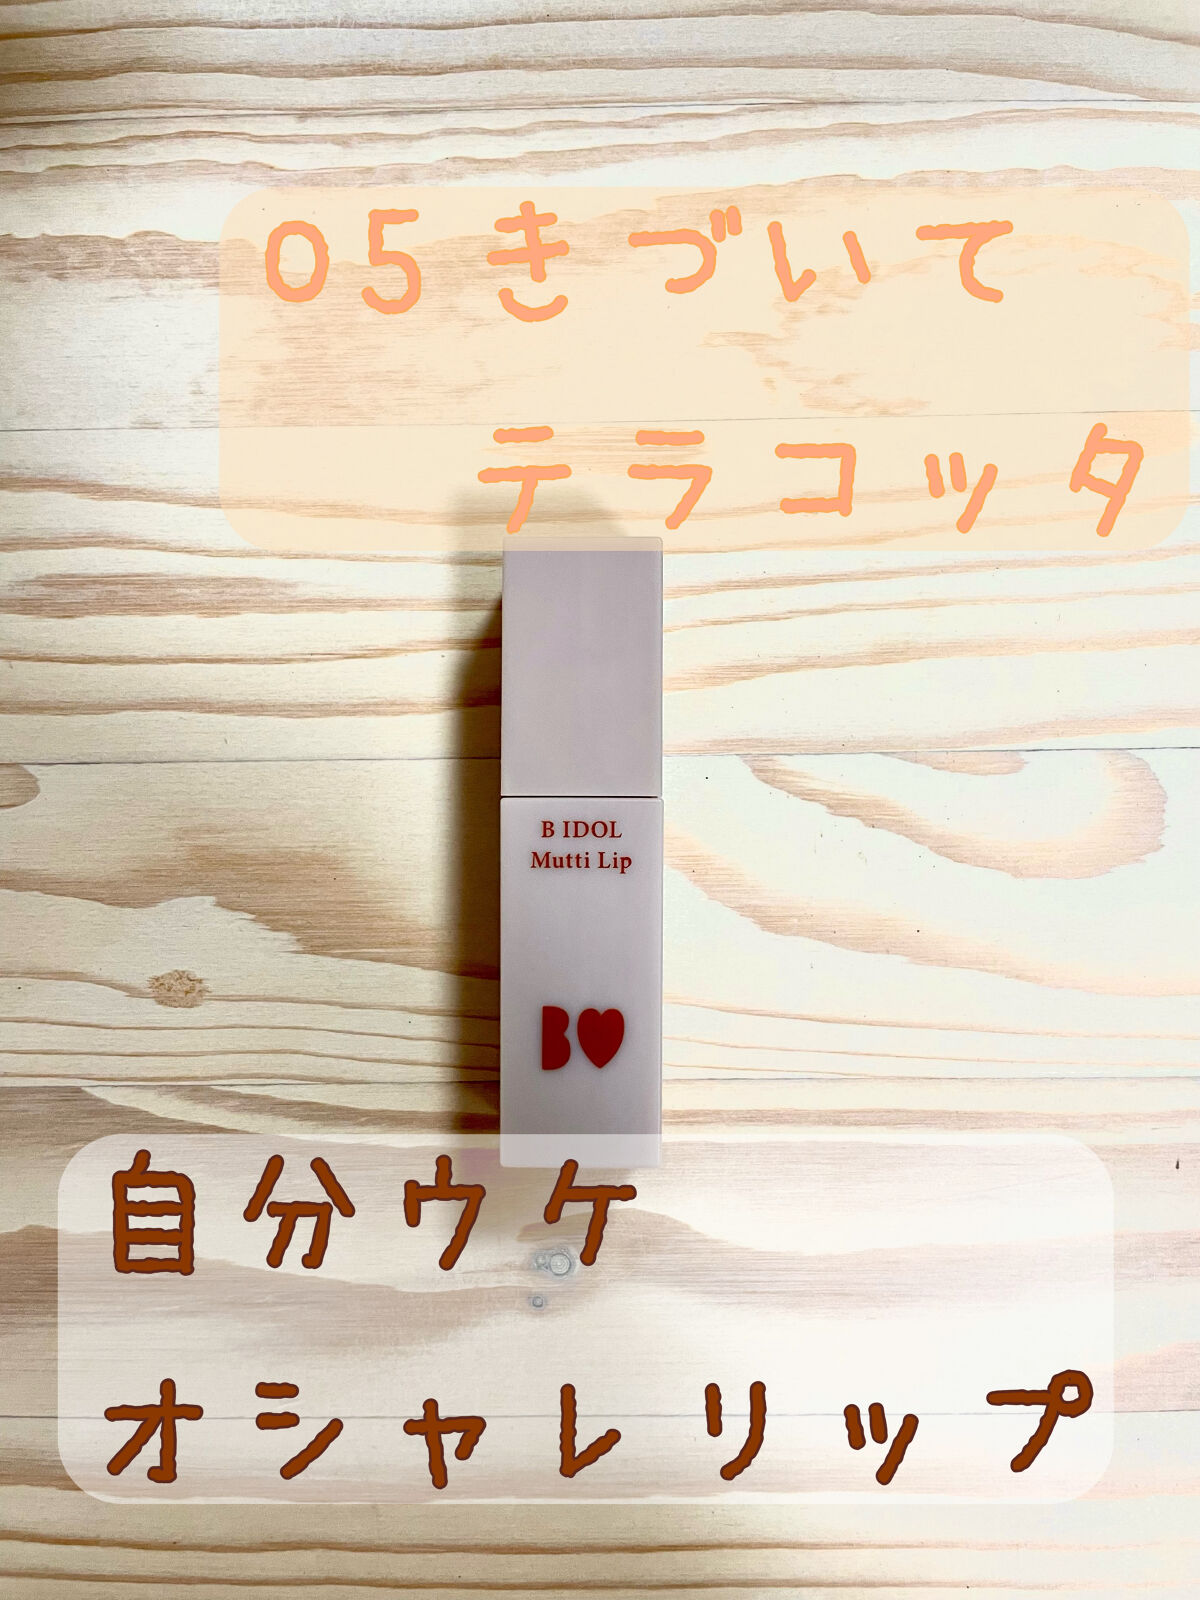 05きづいて
テラコッタ
B IDOL
Mutti Lip
B♥
自分ウケ
オシャレリップ